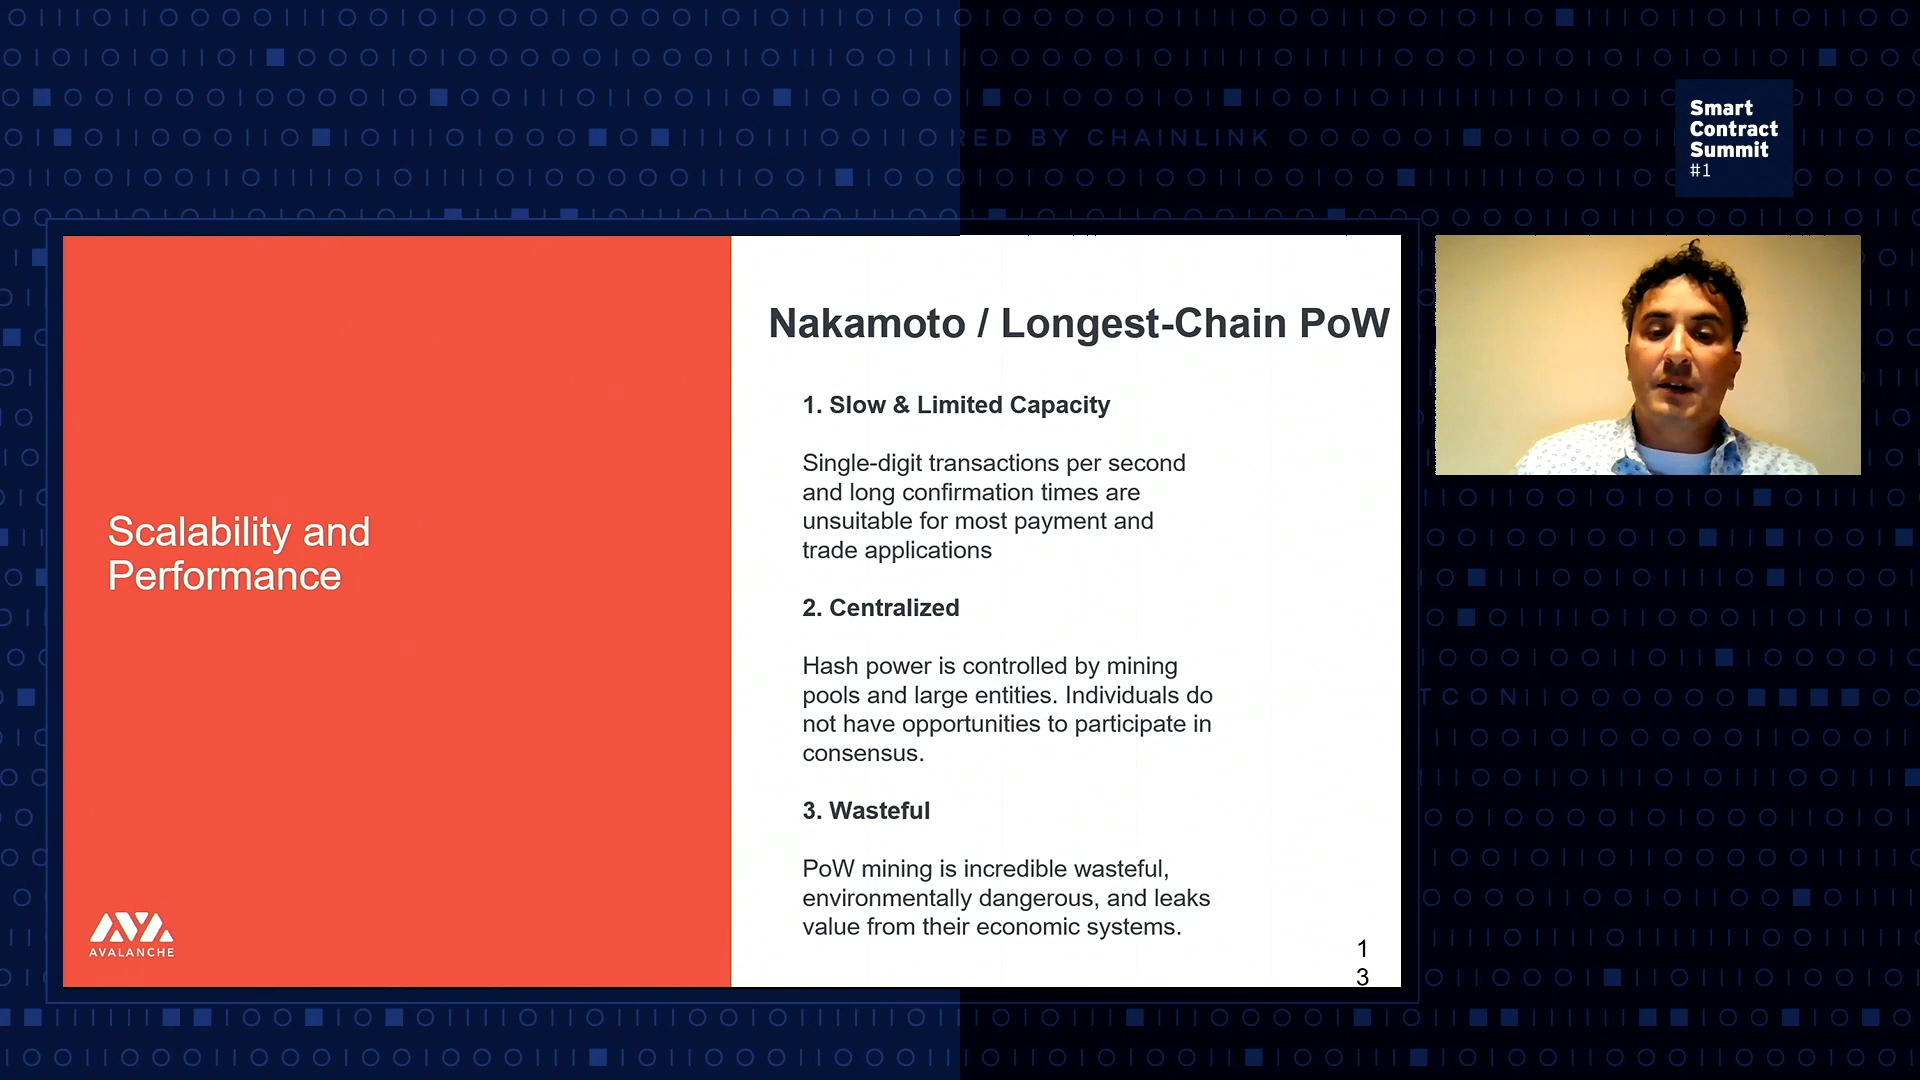 RED BY CHAINLINK
Smart
Contract
Summit
#1
Scalability and
Performance
AVALANCHE
Nakamoto / Longest-Chain PoW
1. Slow & Limited Capacity
Single-digit transactions per second
and long confirmation times are
unsuitable for most payment and
trade applications
2. Centralized
Hash power is controlled by mining
pools and large entities. Individuals do
not have opportunities to participate in
consensus.
3. Wasteful
PoW mining is incredible wasteful,
environmentally dangerous, and leaks
value from their economic systems.
1
3
TCON